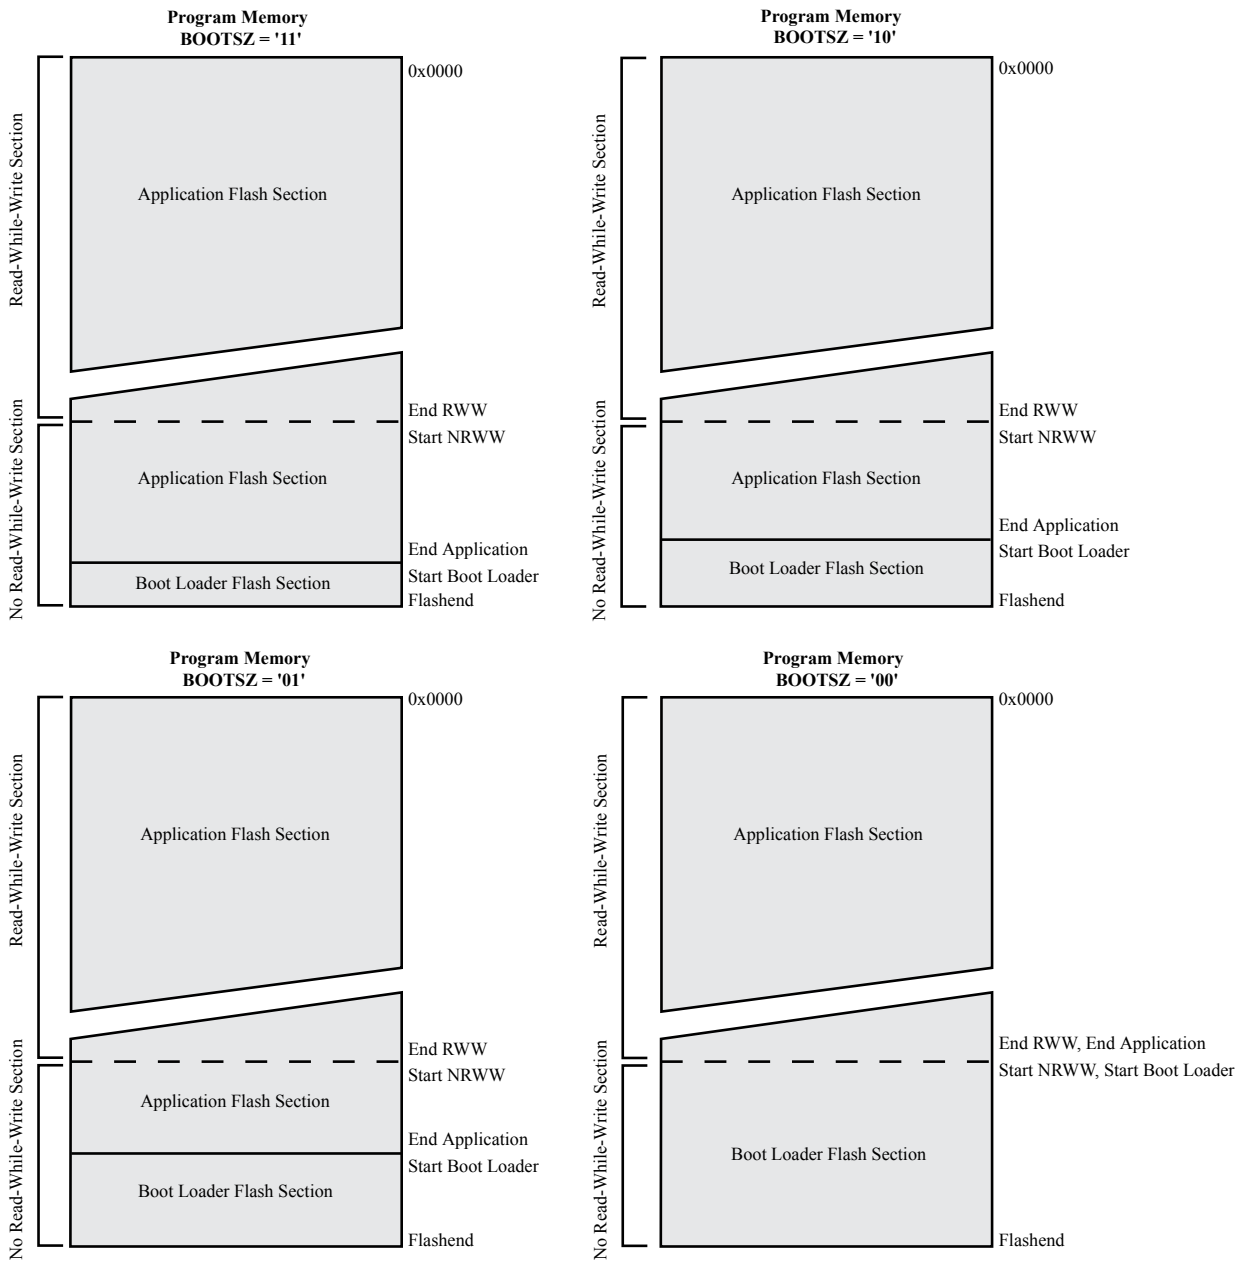 Program Memory
BOOTSZ = '11'
0x0000
Read-While-Write Section
Application Flash Section
End RWW
Start NRWW
No Read-While-Write Section
Application Flash Section
End Application
Start Boot Loader
Boot Loader Flash Section
Flashend
Program Memory
BOOTSZ = '10'
0x0000
Read-While-Write Section
Application Flash Section
End RWW
Start NRWW
No Read-While-Write Section
Application Flash Section
End Application
Start Boot Loader
Boot Loader Flash Section
Flashend
Program Memory
BOOTSZ = '01'
0x0000
Read-While-Write Section
Application Flash Section
End RWW
Start NRWW
No Read-While-Write Section
Application Flash Section
End Application
Start Boot Loader
Boot Loader Flash Section
Flashend
Program Memory
BOOTSZ = '00'
0x0000
Read-While-Write Section
Application Flash Section
End RWW, End Application
Start NRWW, Start Boot Loader
No Read-While-Write Section
Boot Loader Flash Section
Flashend